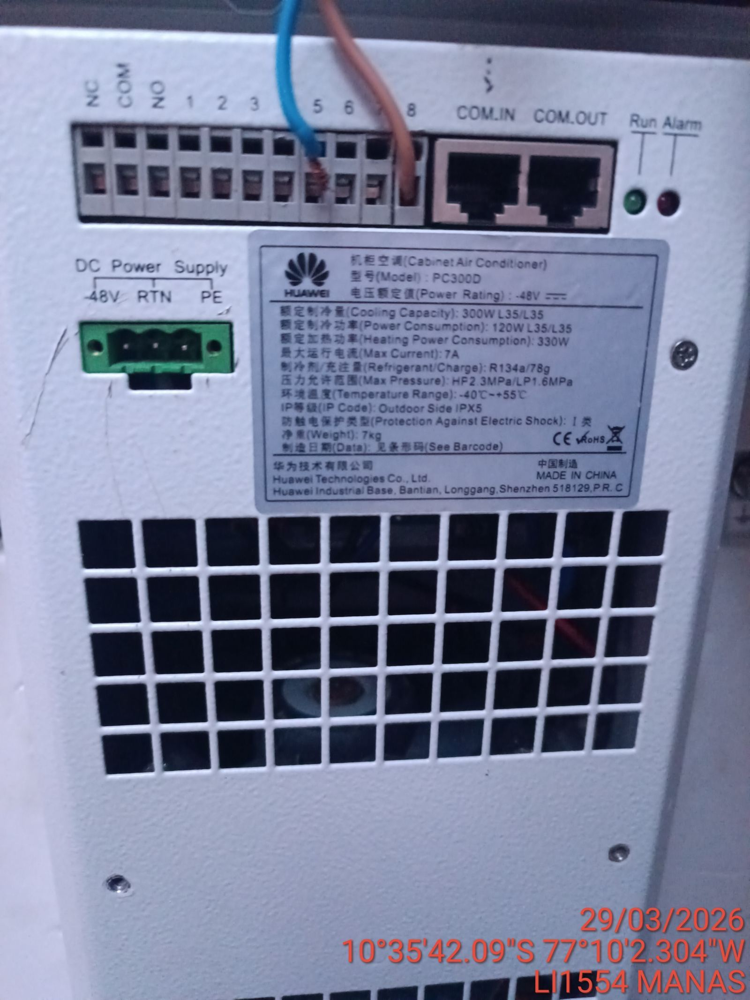 NC COM NO 1 2 3 5 6 8 COM.IN COM.OUT Run Alarm
DC Power Supply
-48V RTN PE
HUAWEI
机柜空调(Cabinet Air Conditioner)
型号(Model) : PC300D
电压额定值(Power Rating) : -48V
额定制冷量(Cooling Capacity): 300W L35/L35
额定制冷功率(Power Consumption): 120W L35/L35
额定加热功率(Heating Power Consumption): 330W
最大运行电流(Max Current): 7A
制冷剂/充注量(Refrigerant/Charge): R134a/78g
压力允许范围(Max Pressure): HP2.3MPa/LP1.6MPa
环境温度(Temperature Range): -40℃~+55℃
IP等级(IP Code): Outdoor Side IPX5
防触电保护类型(Protection Against Electric Shock): I 类
净重(Weight): 7kg
制造日期(Data): 见条形码(See Barcode)
CE RoHS
华为技术有限公司
Huawei Technologies Co., Ltd.
中国制造
MADE IN CHINA
Huawei Industrial Base, Bantian, Longgang,Shenzhen 518129,P.R. C
29/03/2026
10°35'42.09"S 77°10'2.304"W
LI1554 MANAS